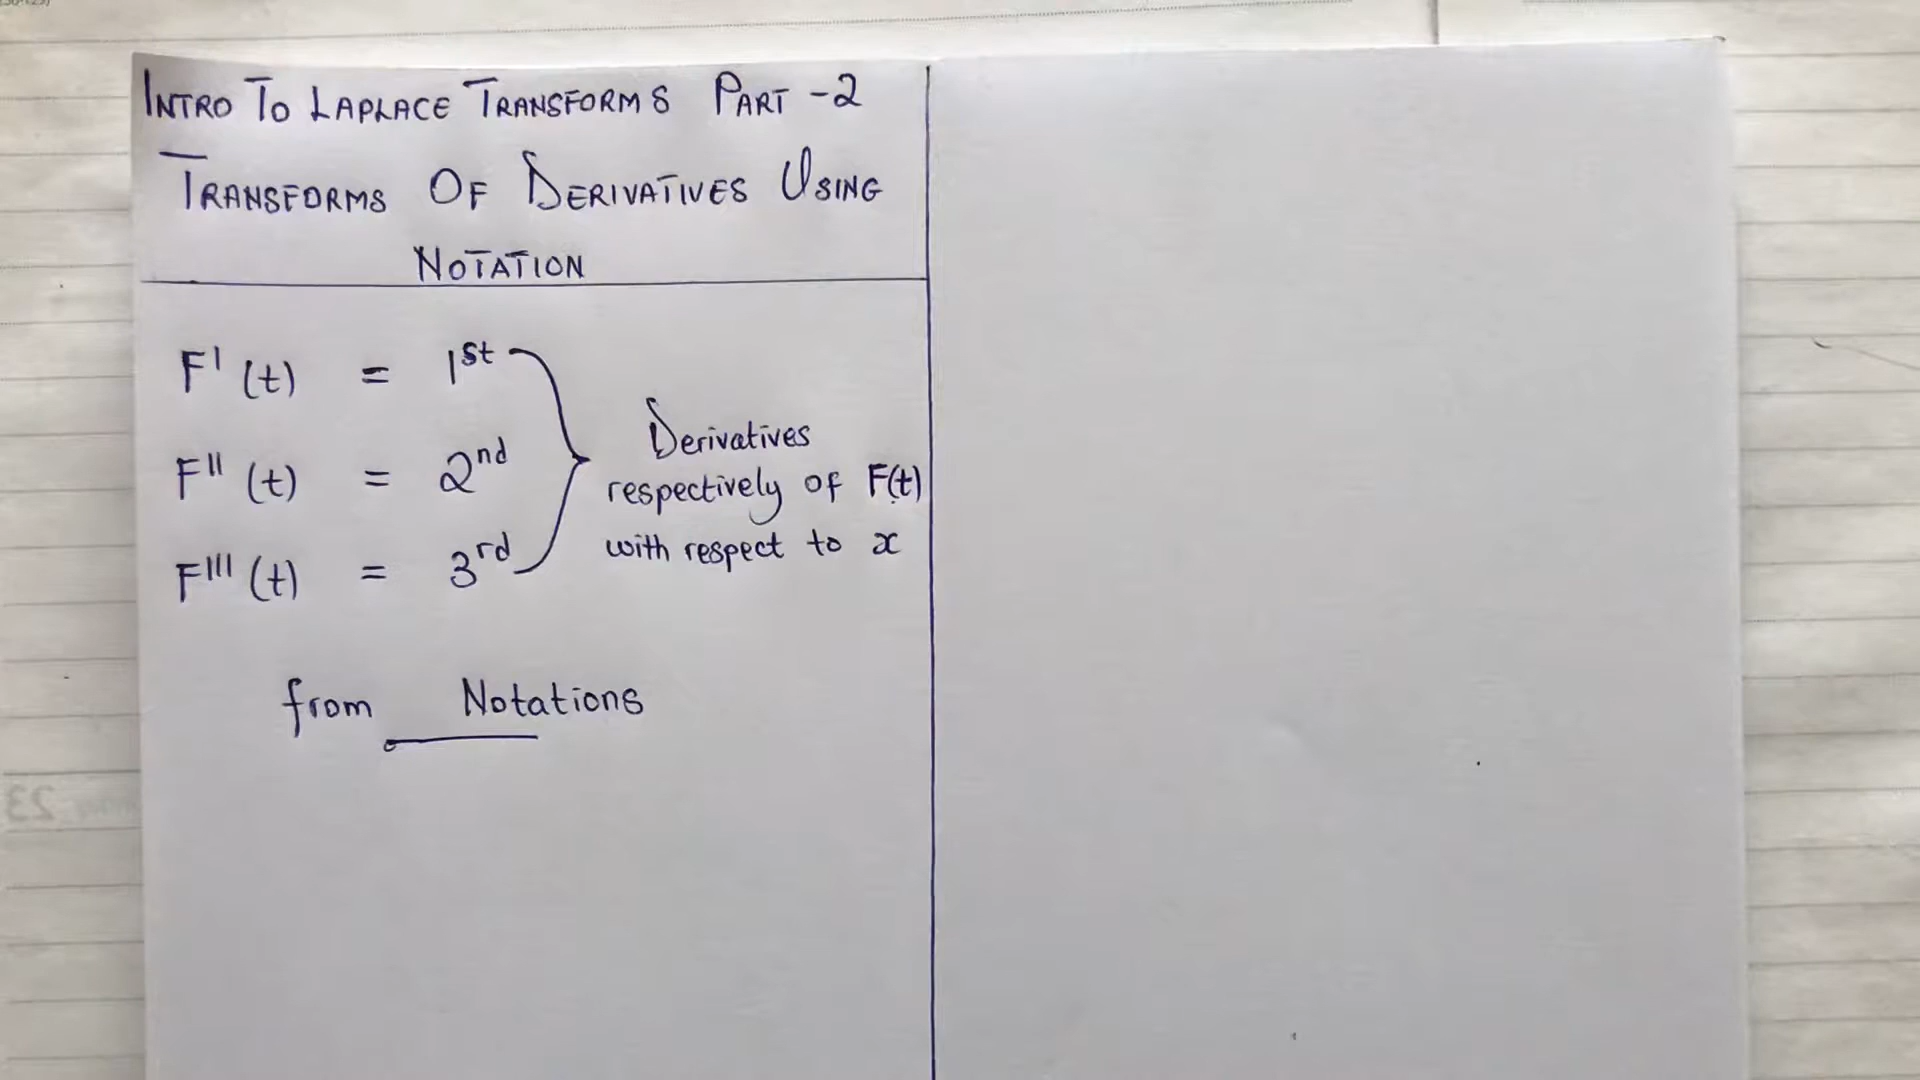 INTRO TO LAPLACE TRANSFORMS PART -2
TRANSFORMS OF DERIVATIVES USING
NOTATION
F' (t) = 1st
F'' (t) = 2nd
F''' (t) = 3rd
Derivatives
respectively of F(t)
with respect to x
from Notations
23